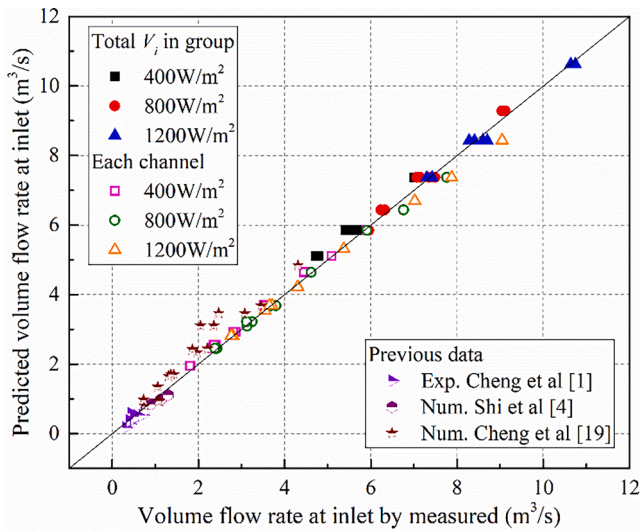 12
10
8
6
4
2
0
Predicted volume flow rate at inlet (m³/s)
Total Vᵢ in group
400W/m²
800W/m²
1200W/m²
Each channel
400W/m²
800W/m²
1200W/m²
Previous data
Exp. Cheng et al [1]
Num. Shi et al [4]
Num. Cheng et al [19]
0 2 4 6 8 10 12
Volume flow rate at inlet by measured (m³/s)